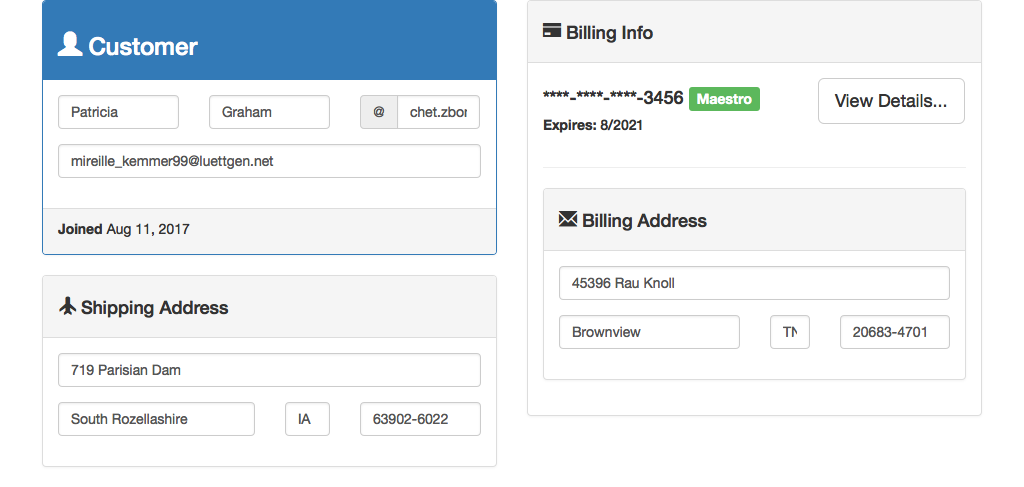 Customer
Patricia Graham @ chet.zbor
mireille_kemmer99@luettgen.net
Joined Aug 11, 2017
Shipping Address
719 Parisian Dam
South Rozellashire IA 63902-6022
Billing Info
****-****-****-3456 Maestro View Details...
Expires: 8/2021
Billing Address
45396 Rau Knoll
Brownview TN 20683-4701